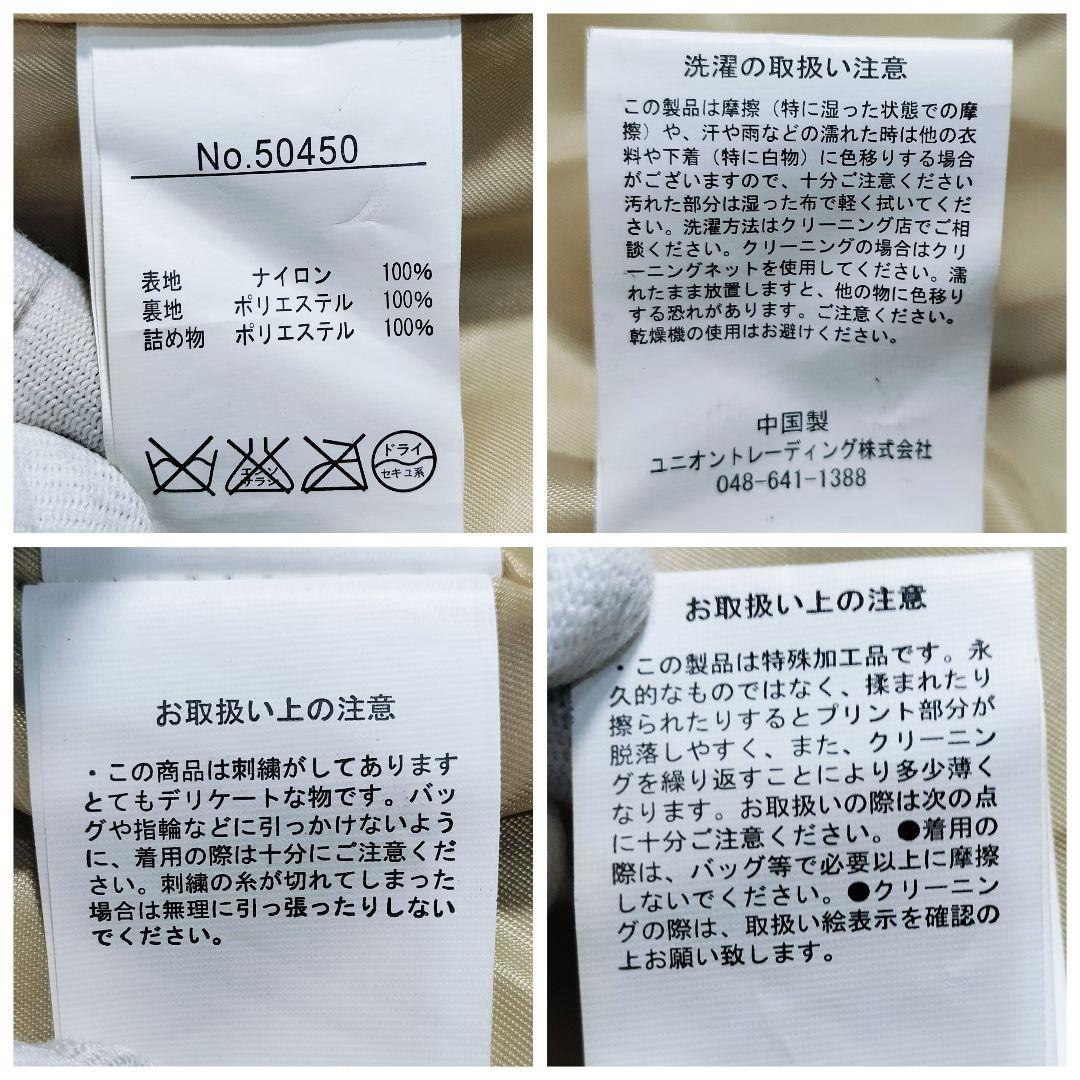 No.50450
表地 ナイロン 100%
裏地 ポリエステル 100%
詰め物 ポリエステル 100%
エンソ
サラシ
ドライ
セキユ系
洗濯の取扱い注意
この製品は摩擦（特に湿った状態での摩
擦）や、汗や雨などの濡れた時は他の衣
料や下着（特に白物）に色移りする場合
がございますので、十分ご注意ください
汚れた部分は湿った布で軽く拭いてくだ
さい。洗濯方法はクリーニング店でご相
談ください。クリーニングの場合はクリ
ーニングネットを使用してください。濡
れたまま放置しますと、他の物に色移り
する恐れがあります。ご注意ください。
乾燥機の使用はお避けください。
中国製
ユニオントレーディング株式会社
048-641-1388
お取扱い上の注意
・この商品は刺繍がしてあります
とてもデリケートな物です。バッ
グや指輪などに引っかけないよう
に、着用の際は十分にご注意くだ
さい。刺繍の糸が切れてしまった
場合は無理に引っ張ったりしない
でください。
お取扱い上の注意
・この製品は特殊加工品です。永
久的なものではなく、揉まれたり
擦られたりするとプリント部分が
脱落しやすく、また、クリーニン
グを繰り返すことにより多少薄く
なります。お取扱いの際は次の点
に十分ご注意ください。●着用の
際は、バッグ等で必要以上に摩擦
しないでください。●クリーニン
グの際は、取扱い絵表示を確認の
上お願い致します。